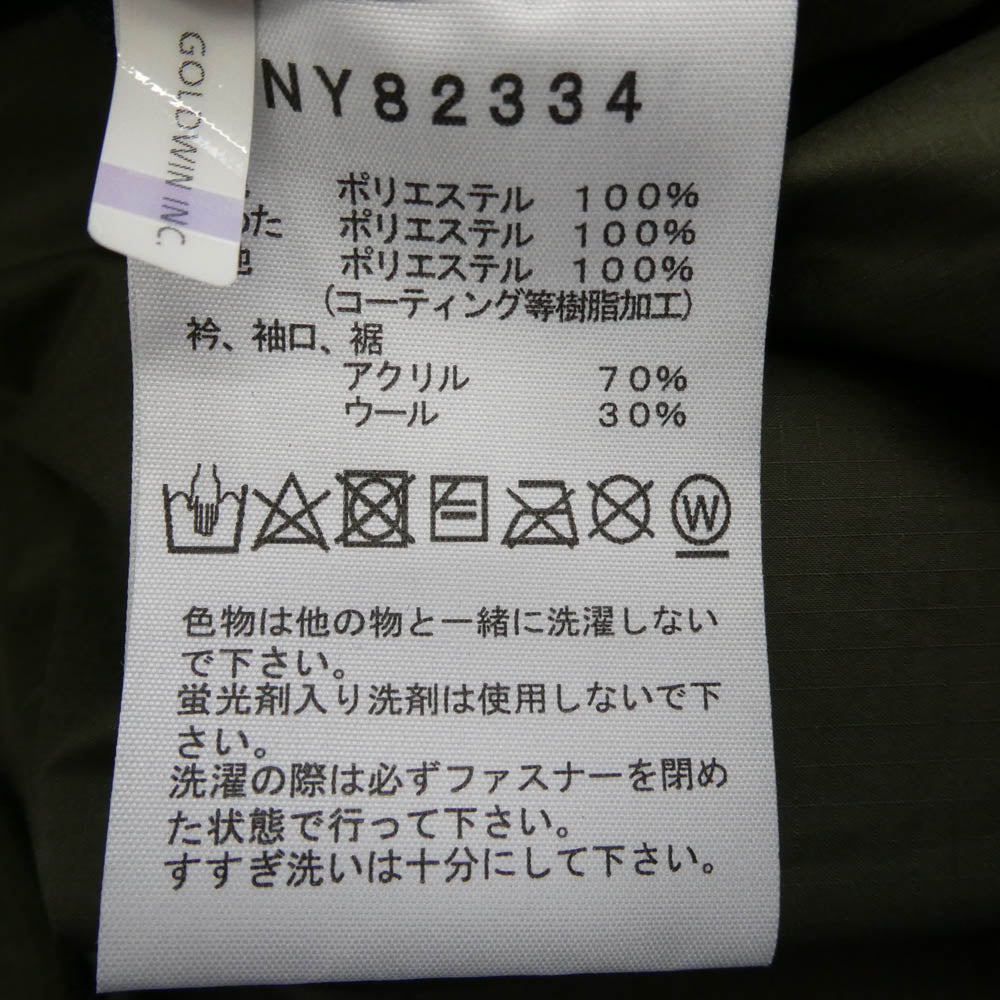 GOLDWIN INC
NY82334
ポリエステル 100%
わた ポリエステル 100%
地 ポリエステル 100%
(コーティング等樹脂加工)
衿、袖口、裾
アクリル 70%
ウール 30%
W
色物は他の物と一緒に洗濯しない
で下さい。
蛍光剤入り洗剤は使用しないで下
さい。
洗濯の際は必ずファスナーを閉め
た状態で行って下さい。
すすぎ洗いは十分にして下さい。